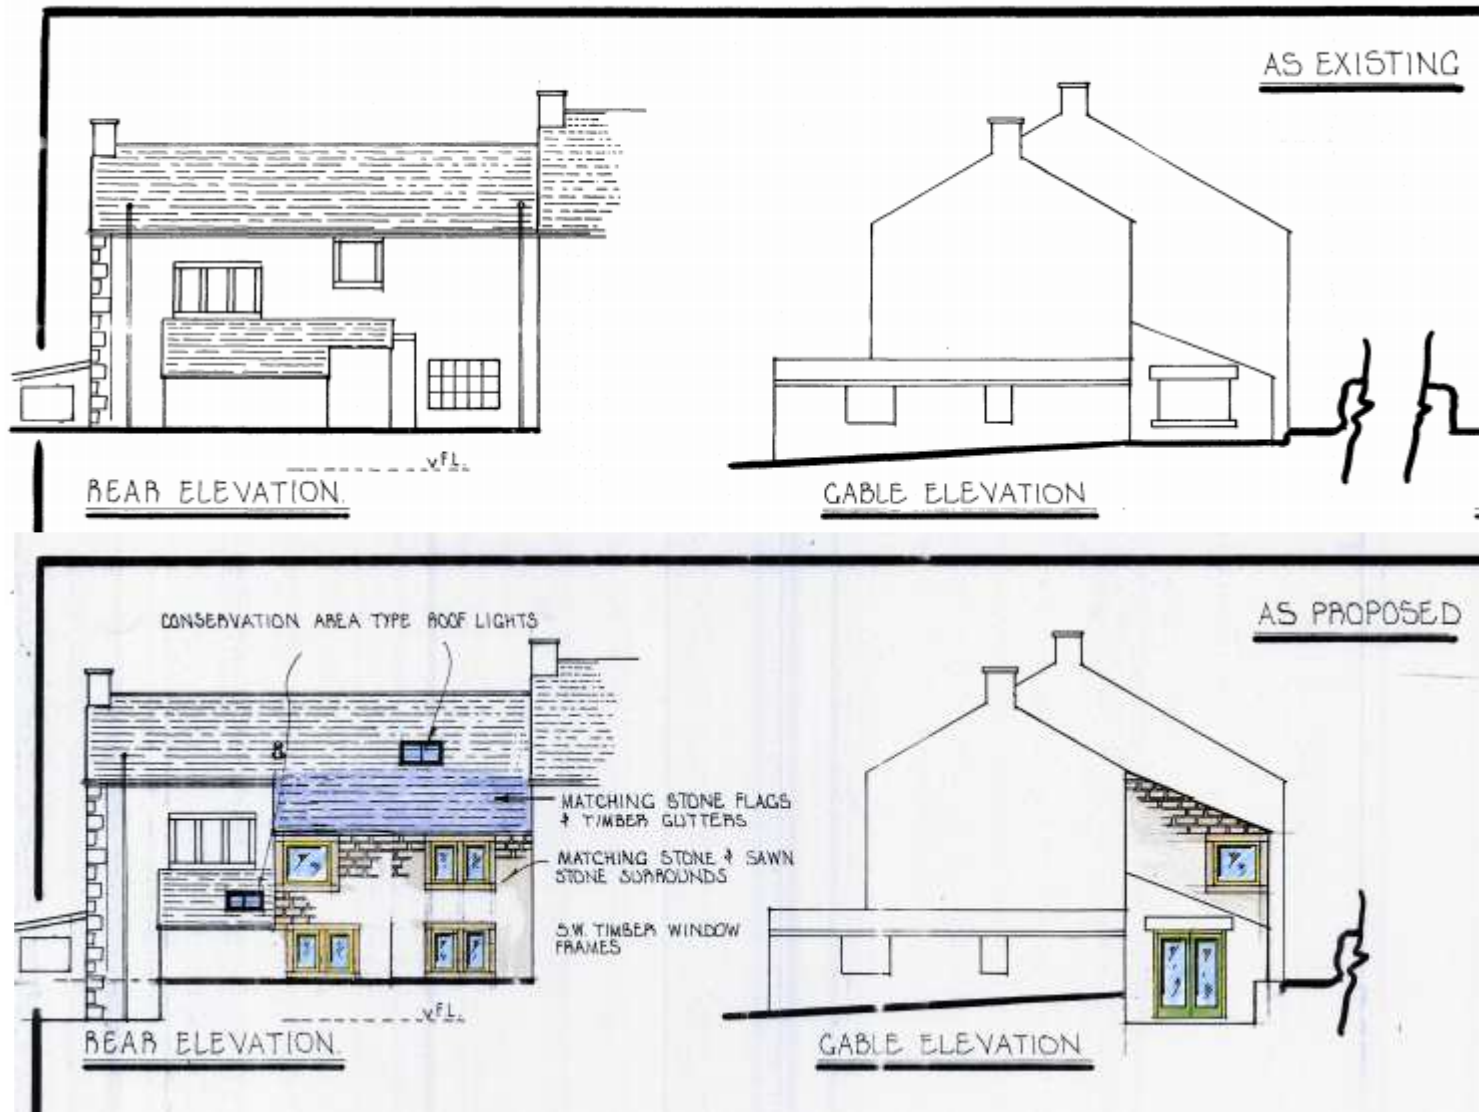 AS EXISTING
v F.L.
REAR ELEVATION.
GABLE ELEVATION
CONSERVATION AREA TYPE ROOF LIGHTS
AS PROPOSED
MATCHING STONE FLAGS
& TIMBER GUTTERS
MATCHING STONE & SAWN
STONE SURROUNDS
S.W. TIMBER WINDOW
FRAMES
v F.L.
REAR ELEVATION.
GABLE ELEVATION